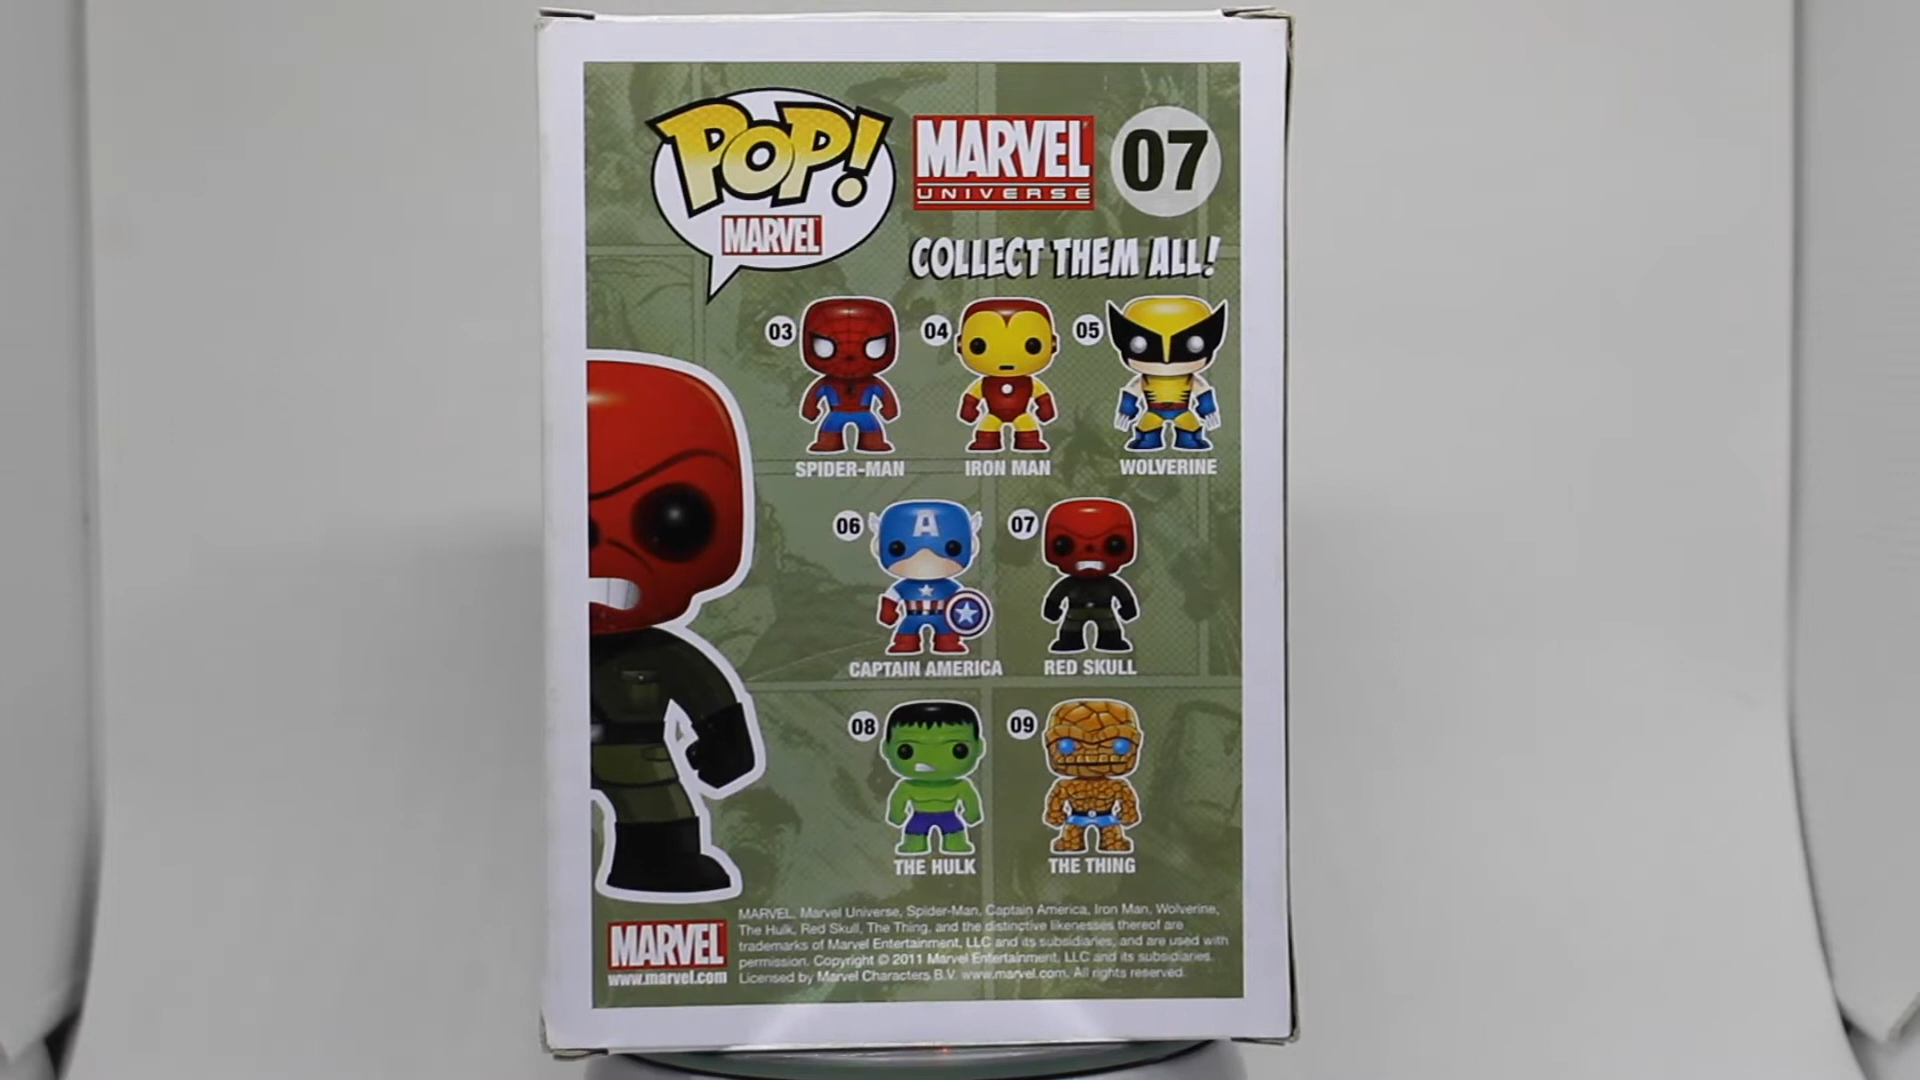 POP!
MARVEL
MARVEL
UNIVERSE
07
COLLECT THEM ALL!
03
04
05
SPIDER-MAN
IRON MAN
WOLVERINE
A
06
07
CAPTAIN AMERICA
RED SKULL
08
09
THE HULK
THE THING
MARVEL
www.marvel.com
MARVEL, Marvel Universe, Spider-Man, Captain America, Iron Man, Wolverine,
The Hulk, Red Skull, The Thing, and the distinctive likenesses thereof are
trademarks of Marvel Entertainment, LLC and its subsidiaries, and are used with
permission. Copyright © 2011 Marvel Entertainment, LLC and its subsidiaries.
Licensed by Marvel Characters B.V. www.marvel.com. All rights reserved.